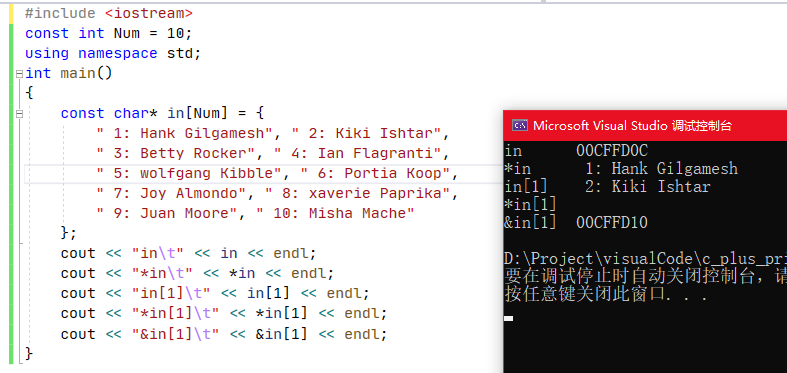 #include <iostream>
const int Num = 10;
using namespace std;
int main()
{
const char* in[Num] = {
" 1: Hank Gilgamesh", " 2: Kiki Ishtar",
" 3: Betty Rocker", " 4: Ian Flagranti",
" 5: wolfgang Kibble", " 6: Portia Koop",
" 7: Joy Almondo", " 8: xaverie Paprika",
" 9: Juan Moore", " 10: Misha Mache"
};
cout << "in\t" << in << endl;
cout << "*in\t" << *in << endl;
cout << "in[1]\t" << in[1] << endl;
cout << "*in[1]\t" << *in[1] << endl;
cout << "&in[1]\t" << &in[1] << endl;
}
Microsoft Visual Studio 调试控制台
in 00CFFD0C
*in 1: Hank Gilgamesh
in[1] 2: Kiki Ishtar
*in[1]
&in[1] 00CFFD10
D:\Project\visualCode\c_plus_pr
要在调试停止时自动关闭控制台，请
按任意键关闭此窗口. . .